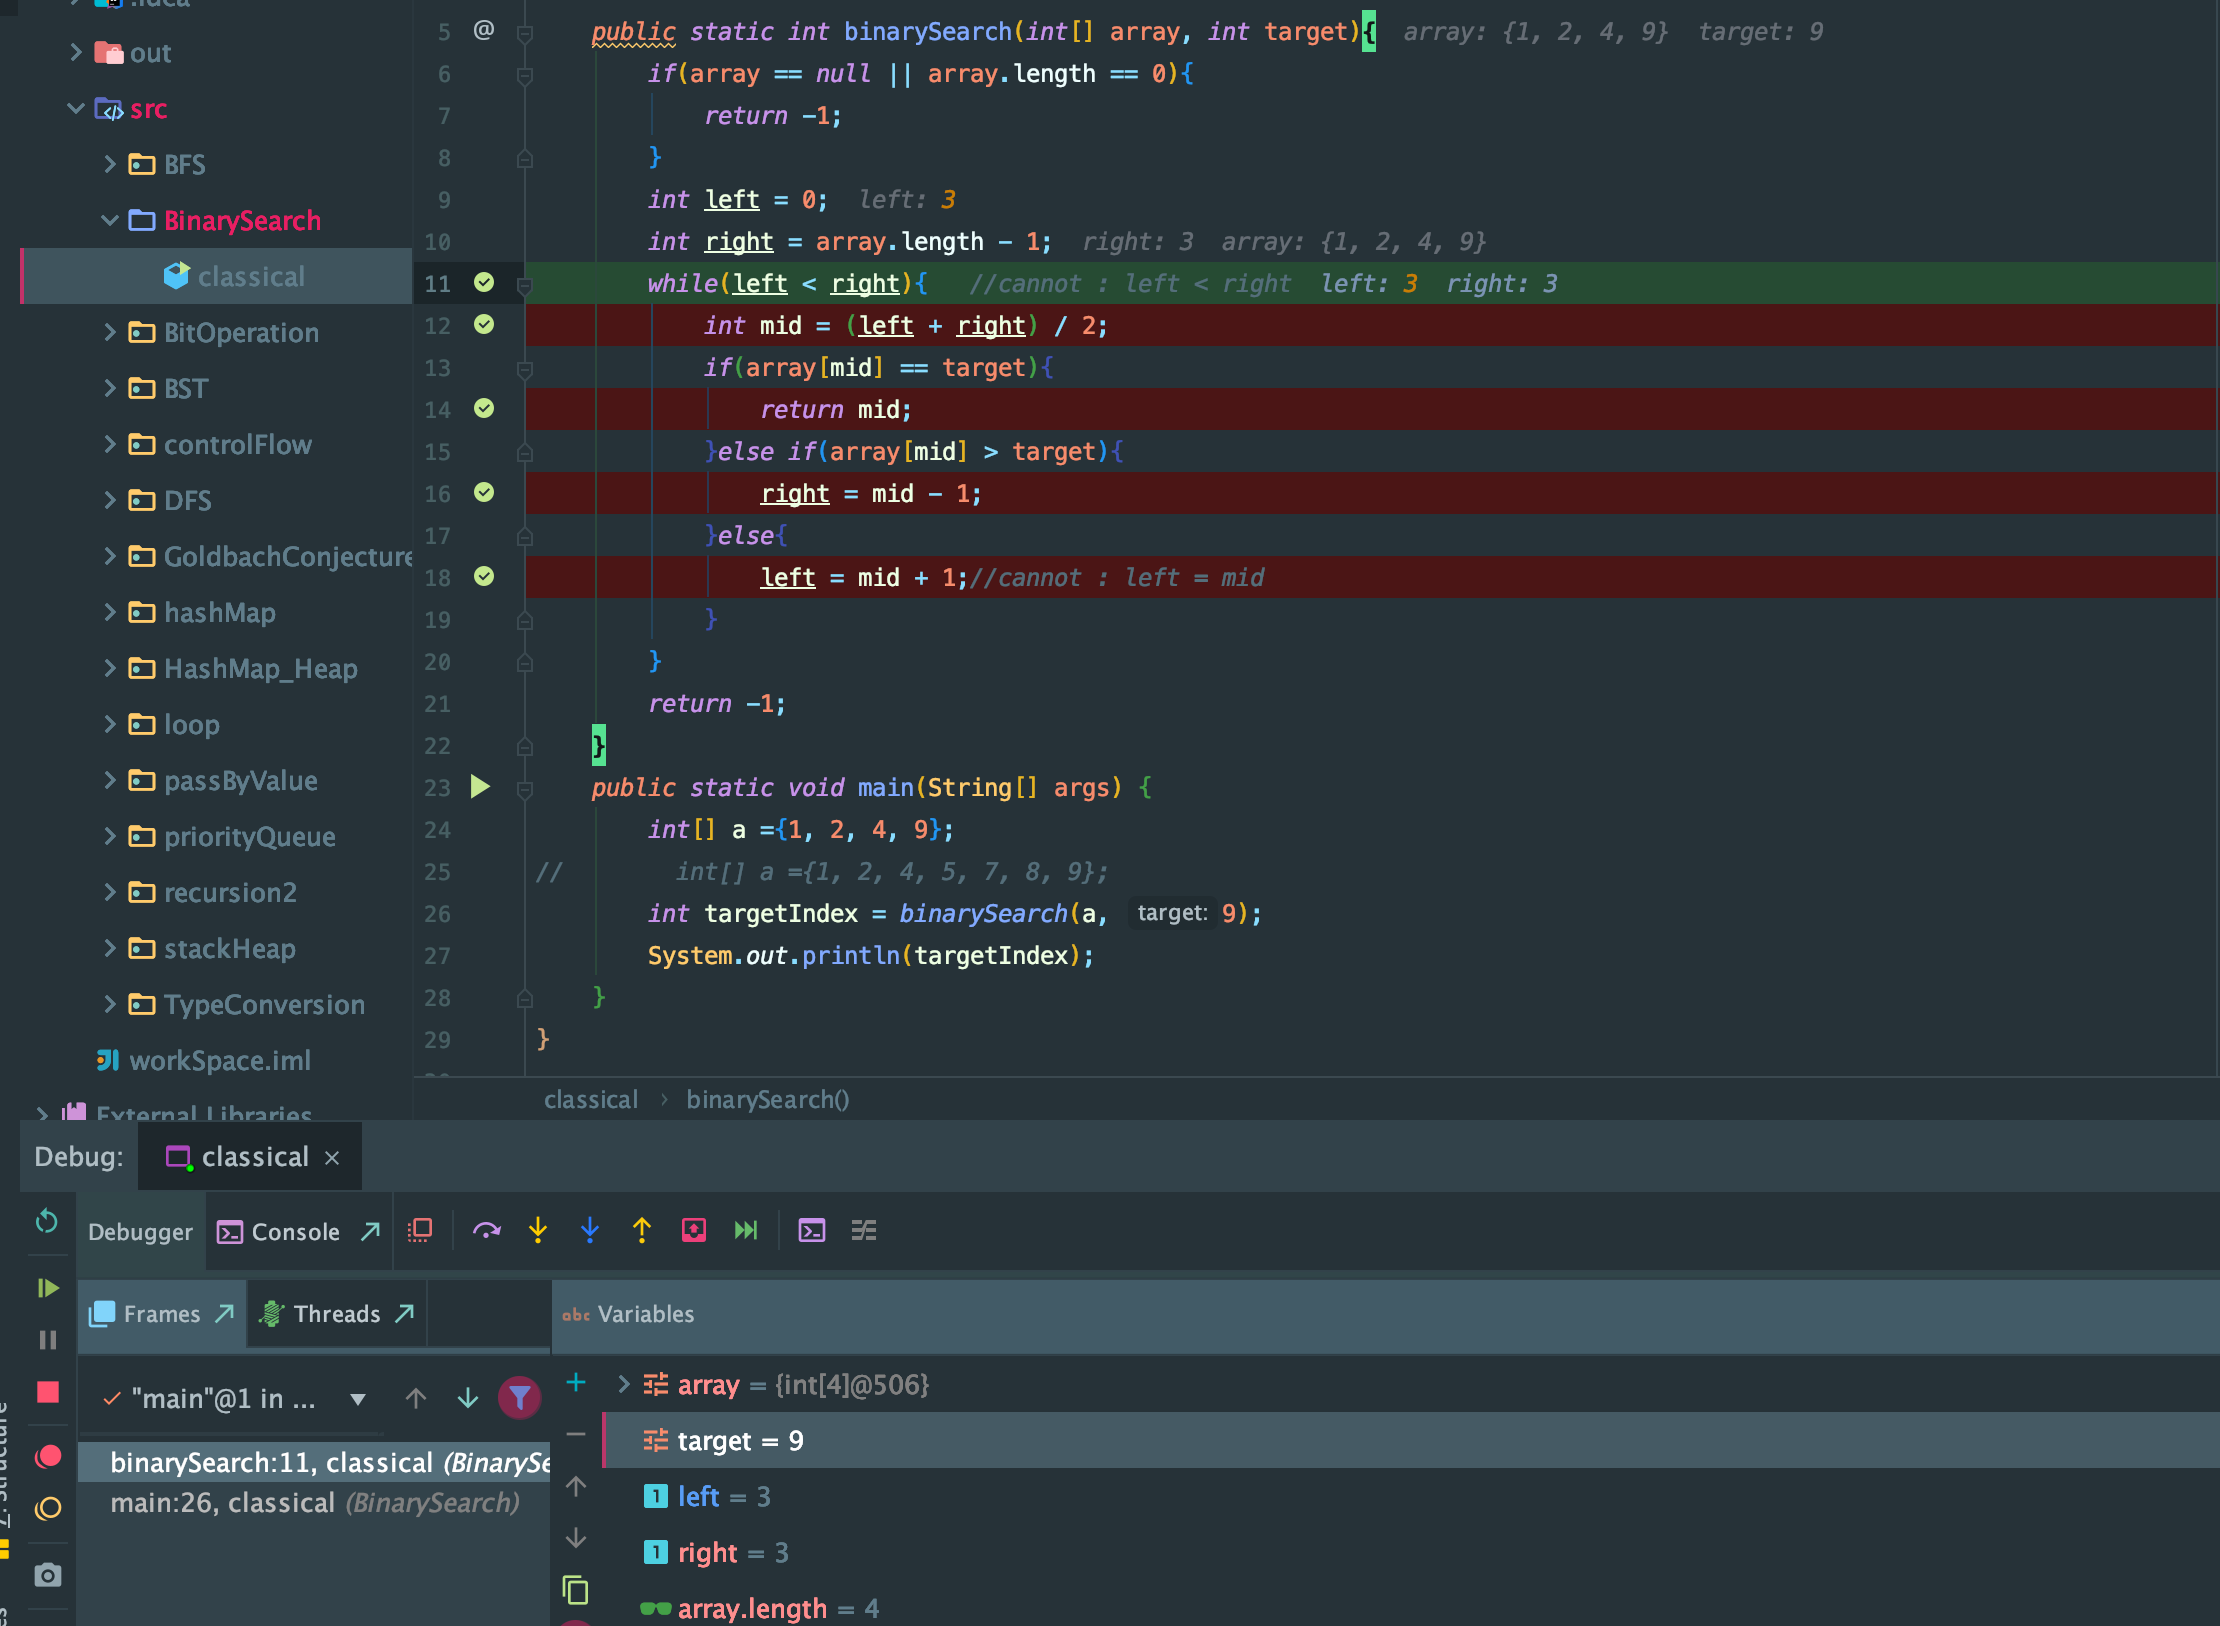 .idea
out
src
BFS
BinarySearch
classical
BitOperation
BST
controlFlow
DFS
GoldbachConjecture
hashMap
HashMap_Heap
loop
passByValue
priorityQueue
recursion2
stackHeap
TypeConversion
workSpace.iml
External Libraries
5 @ public static int binarySearch(int[] array, int target){ array: {1, 2, 4, 9} target: 9
6 if(array == null || array.length == 0){
7 return -1;
8 }
9 int left = 0; left: 3
10 int right = array.length - 1; right: 3 array: {1, 2, 4, 9}
11 while(left < right){ //cannot : left < right left: 3 right: 3
12 int mid = (left + right) / 2;
13 if(array[mid] == target){
14 return mid;
15 }else if(array[mid] > target){
16 right = mid - 1;
17 }else{
18 left = mid + 1;//cannot : left = mid
19 }
20 }
21 return -1;
22 }
23 public static void main(String[] args) {
24 int[] a ={1, 2, 4, 9};
25 // int[] a ={1, 2, 4, 5, 7, 8, 9};
26 int targetIndex = binarySearch(a, target: 9);
27 System.out.println(targetIndex);
28 }
29 }
classical › binarySearch()
Debug: classical ×
Debugger Console
Frames Threads
abc Variables
"main"@1 in ...
binarySearch:11, classical (BinarySe
main:26, classical (BinarySearch)
array = {int[4]@506}
target = 9
1 left = 3
1 right = 3
array.length = 4
7: Structure